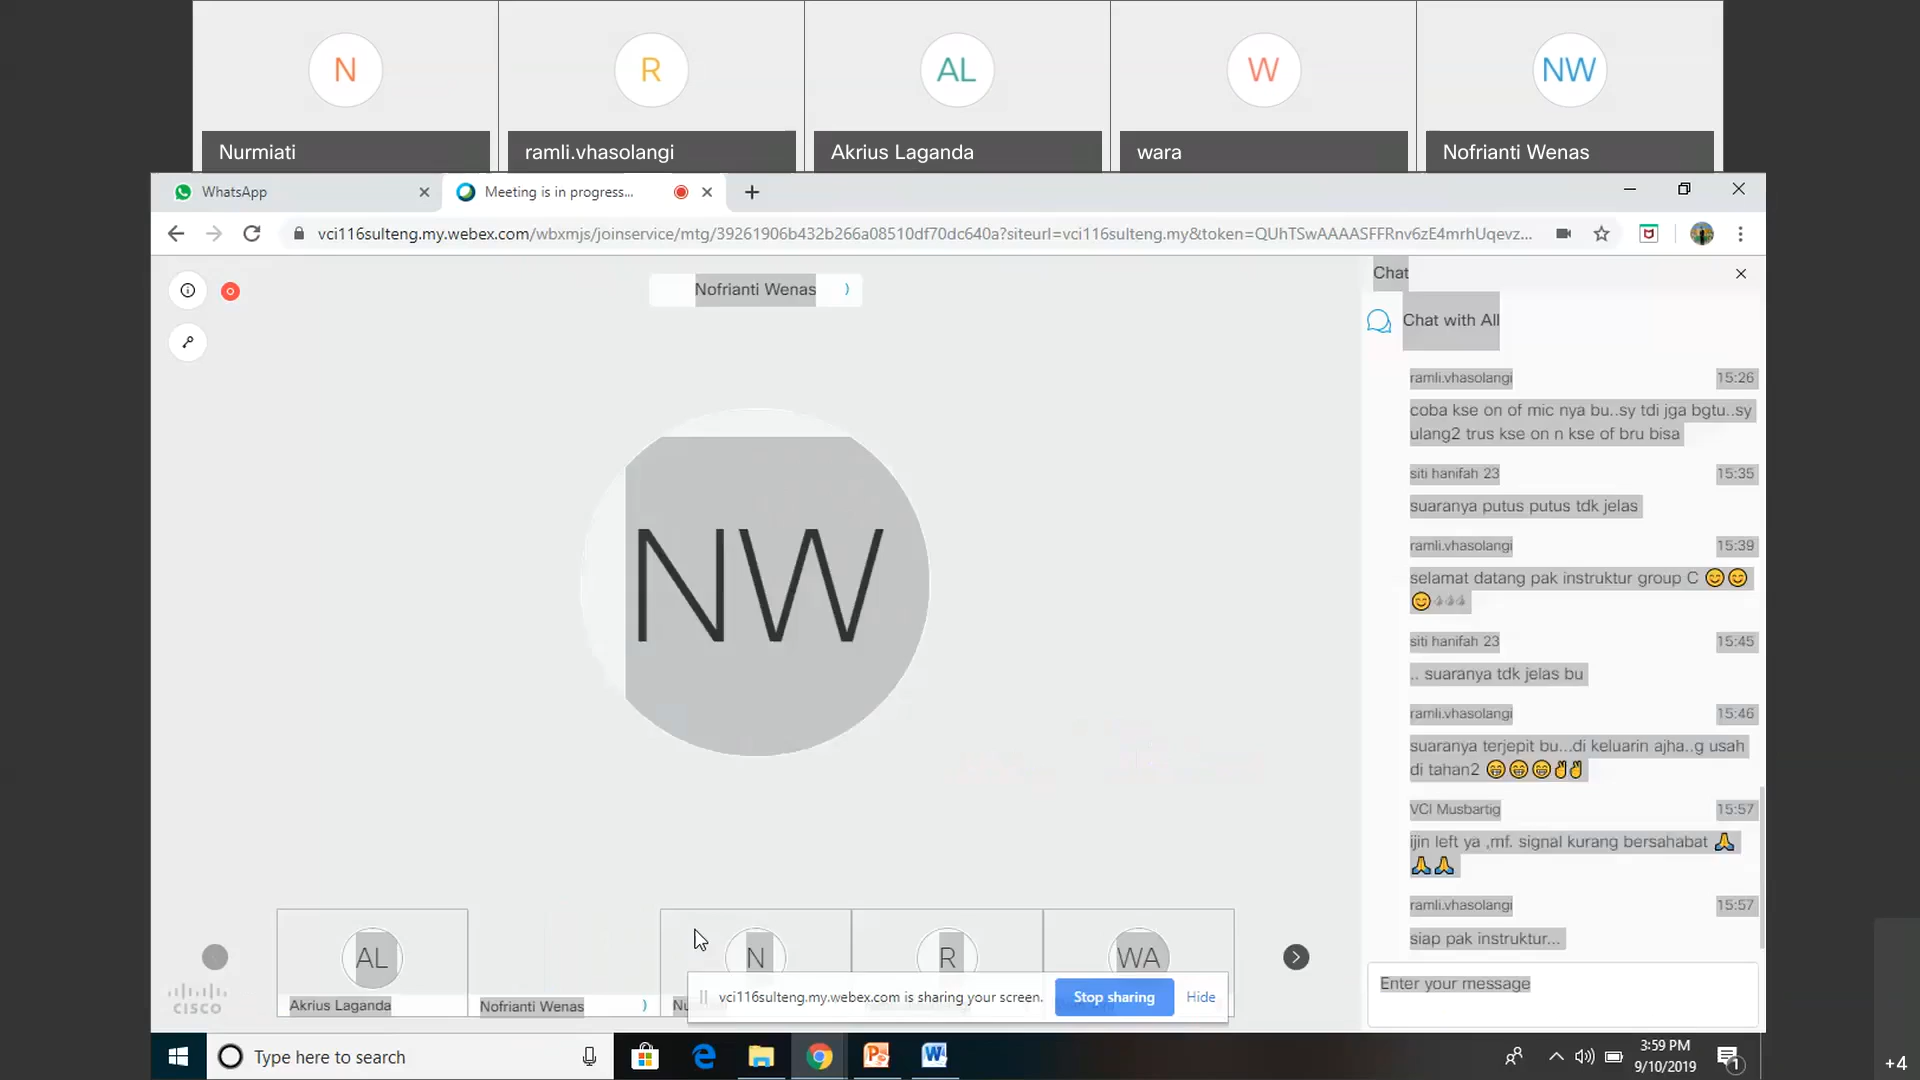 N
R
AL
W
NW
Nurmiati
ramli.vhasolangi
Akrius Laganda
wara
Nofrianti Wenas
WhatsApp
Meeting is in progress...
vci116sulteng.my.webex.com/wbxmjs/joinservice/mtg/39261906b432b266a08510df70dc640a?siteurl=vci116sulteng.my&token=QUhTSwAAAASFFRnv6zE4mrhUqevz...
Nofrianti Wenas
NW
Chat
Chat with All
ramli.vhasolangi 15:26
coba kse on of mic nya bu..sy tdi jga bgtu..sy
ulang2 trus kse on n kse of bru bisa
siti hanifah 23 15:35
suaranya putus putus tdk jelas
ramli.vhasolangi 15:39
selamat datang pak instruktur group C 😊😊
😊👍👍👍
siti hanifah 23 15:45
.. suaranya tdk jelas bu
ramli.vhasolangi 15:46
suaranya terjepit bu...di keluarin ajha..g usah
di tahan2 😁😁😁✌✌
VCI Musbartig 15:57
ijin left ya ,mf. signal kurang bersahabat 🙏
🙏🙏
ramli.vhasolangi 15:57
siap pak instruktur...
Enter your message
AL
N
R
WA
Akrius Laganda
Nofrianti Wenas
Nu
CISCO
vci116sulteng.my.webex.com is sharing your screen.
Stop sharing
Hide
Type here to search
3:59 PM
9/10/2019
1
+4